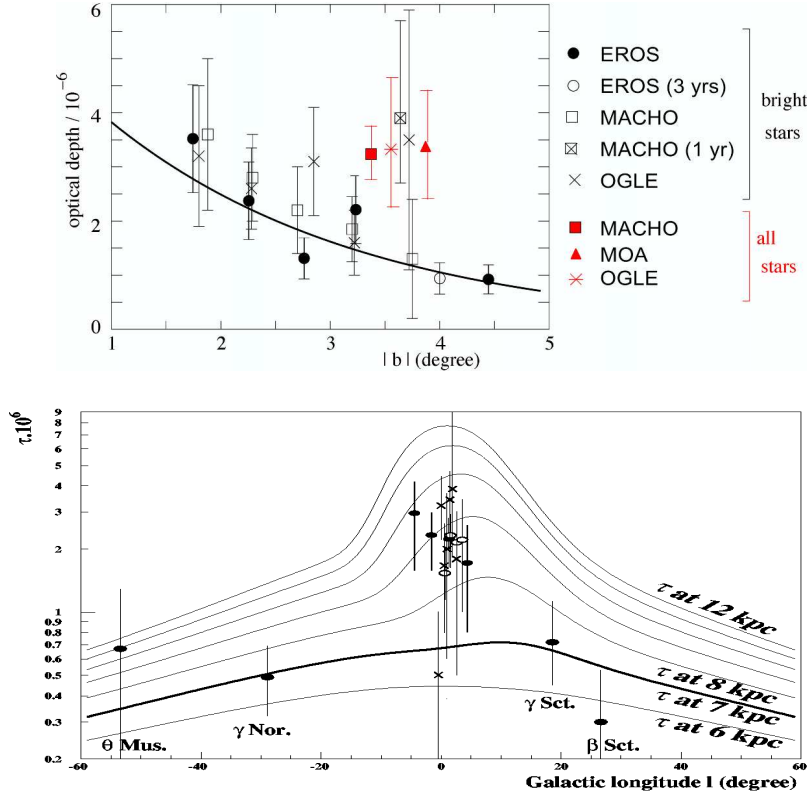 optical depth / 10⁻⁶
6
4
2
0
1
2
3
4
5
| b | (degree)
EROS
EROS (3 yrs)
MACHO
MACHO (1 yr)
OGLE
bright
stars
MACHO
MOA
OGLE
all
stars
τ.10⁶
9
8
7
6
5
4
3
2
1
0.9
0.8
0.7
0.6
0.5
0.4
0.3
0.2
τ at 12 kpc
τ at 8 kpc
τ at 7 kpc
τ at 6 kpc
θ Mus.
γ Nor.
γ Sct.
β Sct.
-60
-40
-20
0
20
40
60
Galactic longitude l (degree)